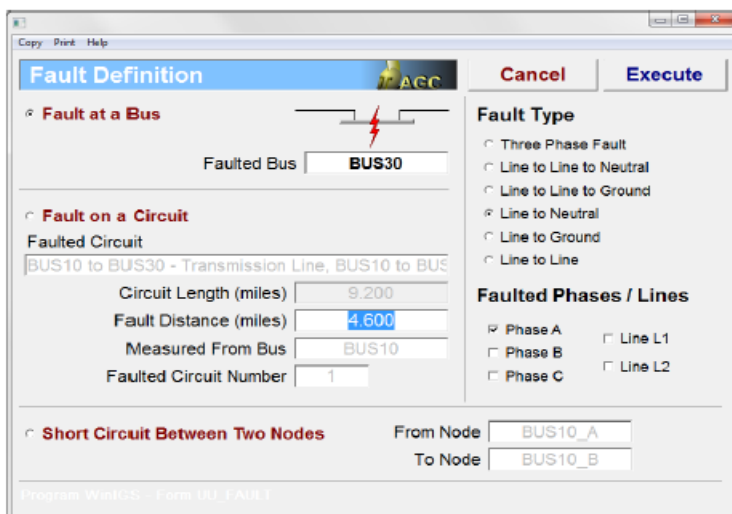 Copy Print Help
Fault Definition
AGC
Cancel
Execute
Fault at a Bus
Faulted Bus BUS30
Fault on a Circuit
Faulted Circuit
BUS10 to BUS30 - Transmission Line, BUS10 to BUS
Circuit Length (miles) 9.200
Fault Distance (miles) 4.600
Measured From Bus BUS10
Faulted Circuit Number 1
Fault Type
Three Phase Fault
Line to Line to Neutral
Line to Line to Ground
Line to Neutral
Line to Ground
Line to Line
Faulted Phases / Lines
Phase A
Phase B
Phase C
Line L1
Line L2
Short Circuit Between Two Nodes
From Node BUS10_A
To Node BUS10_B
Program WinIGS - Form UU_FAULT